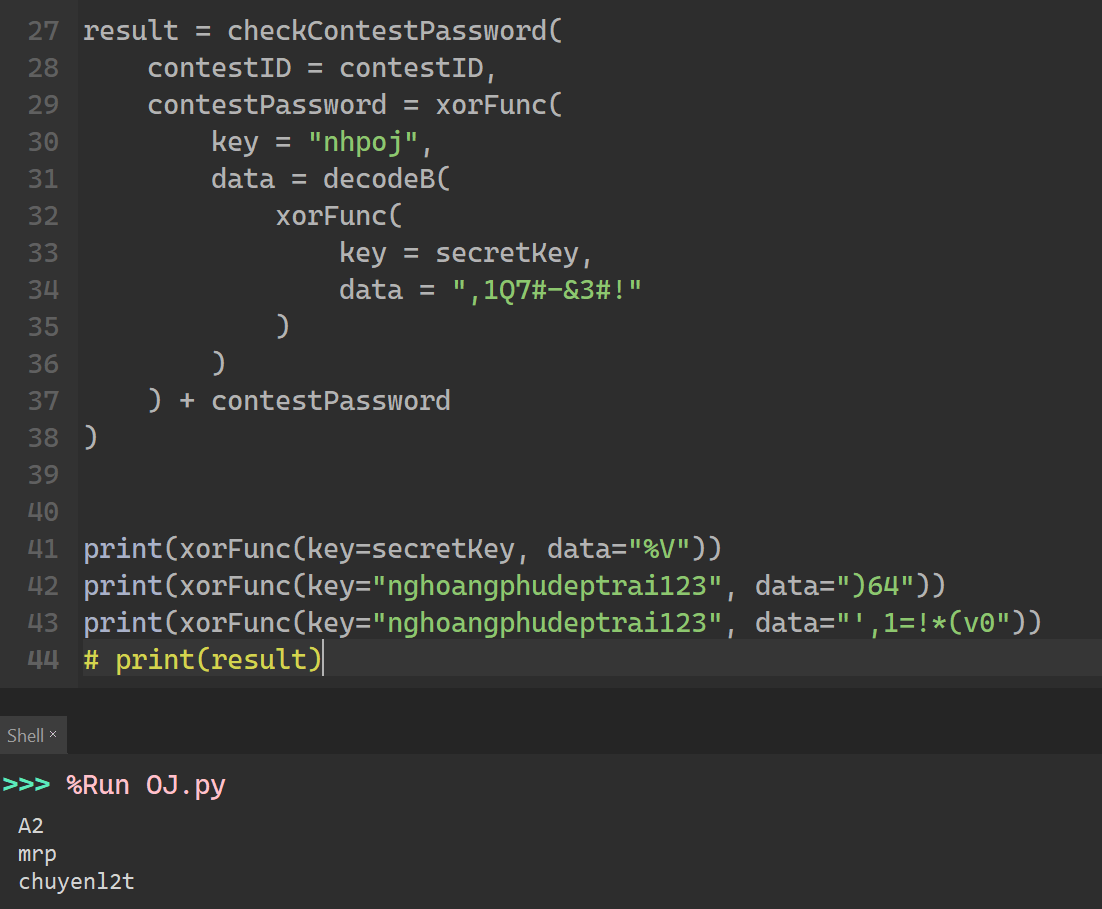 27 result = checkContestPassword(
28     contestID = contestID,
29     contestPassword = xorFunc(
30         key = "nhpoj",
31         data = decodeB(
32             xorFunc(
33                 key = secretKey,
34                 data = ",1Q7#-&3#!"
35             )
36         )
37     ) + contestPassword
38 )
39
40
41 print(xorFunc(key=secretKey, data="%V"))
42 print(xorFunc(key="nghoangphudeptrai123", data=")64"))
43 print(xorFunc(key="nghoangphudeptrai123", data="',1=!*(v0"))
44 # print(result)
Shell ×
>>> %Run OJ.py
A2
mrp
chuyenl2t